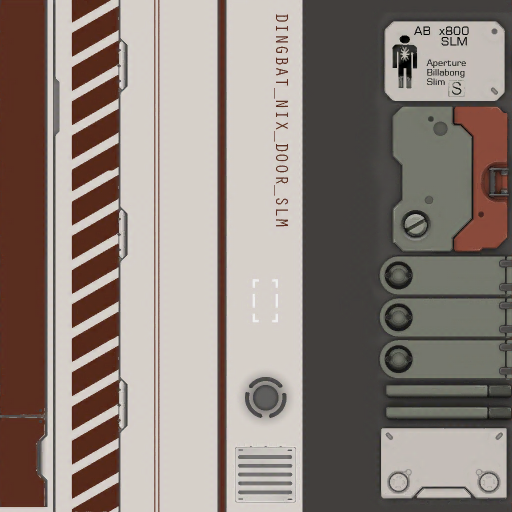 DINGBAT_NIX_DOOR_SLM
AB x800
SLM
Aperture
Billabong
Slim
S